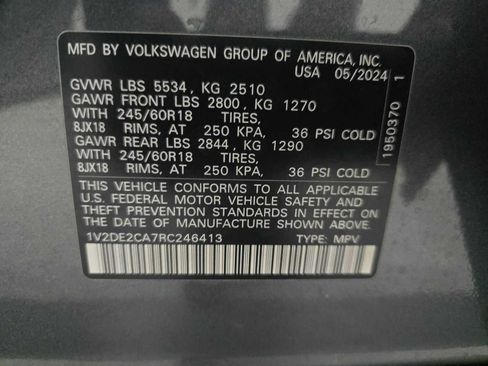 MFD BY VOLKSWAGEN GROUP OF AMERICA, INC.
USA 05/2024
GVWR LBS 5534, KG 2510
GAWR FRONT LBS 2800, KG 1270
WITH 245/60R18 TIRES,
8JX18 RIMS, AT 250 KPA, 36 PSI COLD
GAWR REAR LBS 2844, KG 1290
WITH 245/60R18 TIRES,
8JX18 RIMS, AT 250 KPA, 36 PSI COLD
THIS VEHICLE CONFORMS TO ALL APPLICABLE
U.S. FEDERAL MOTOR VEHICLE SAFETY AND
THEFT PREVENTION STANDARDS IN EFFECT ON
THE DATE OF MANUFACTURE SHOWN ABOVE
1V2DE2CA7RC246413 TYPE: MPV
1950370 1